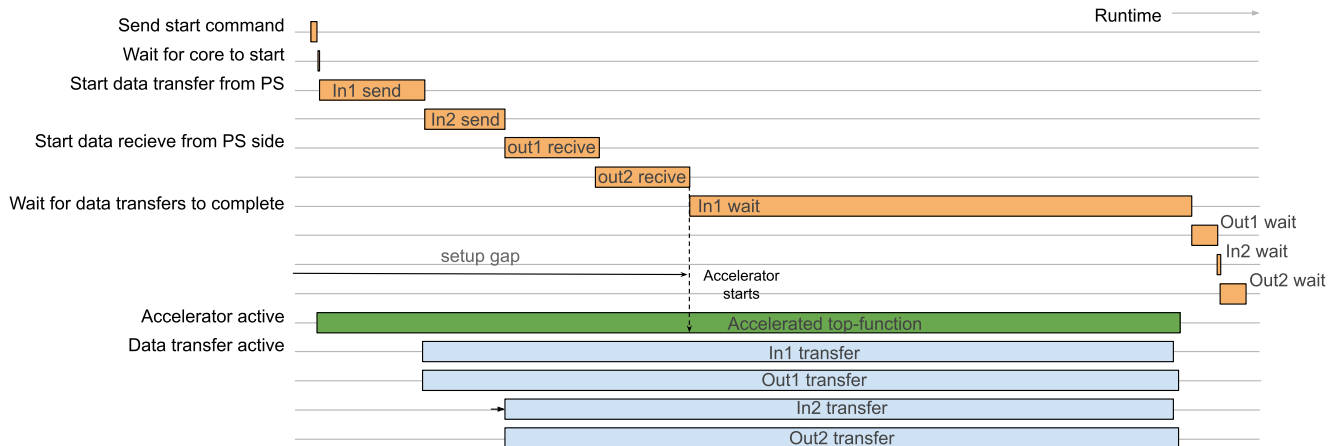 Runtime
Send start command
Wait for core to start
Start data transfer from PS
In1 send
In2 send
Start data recieve from PS side
out1 recive
out2 recive
Wait for data transfers to complete
In1 wait
Out1 wait
In2 wait
setup gap
Accelerator
starts
Out2 wait
Accelerator active
Accelerated top-function
Data transfer active
In1 transfer
Out1 transfer
In2 transfer
Out2 transfer